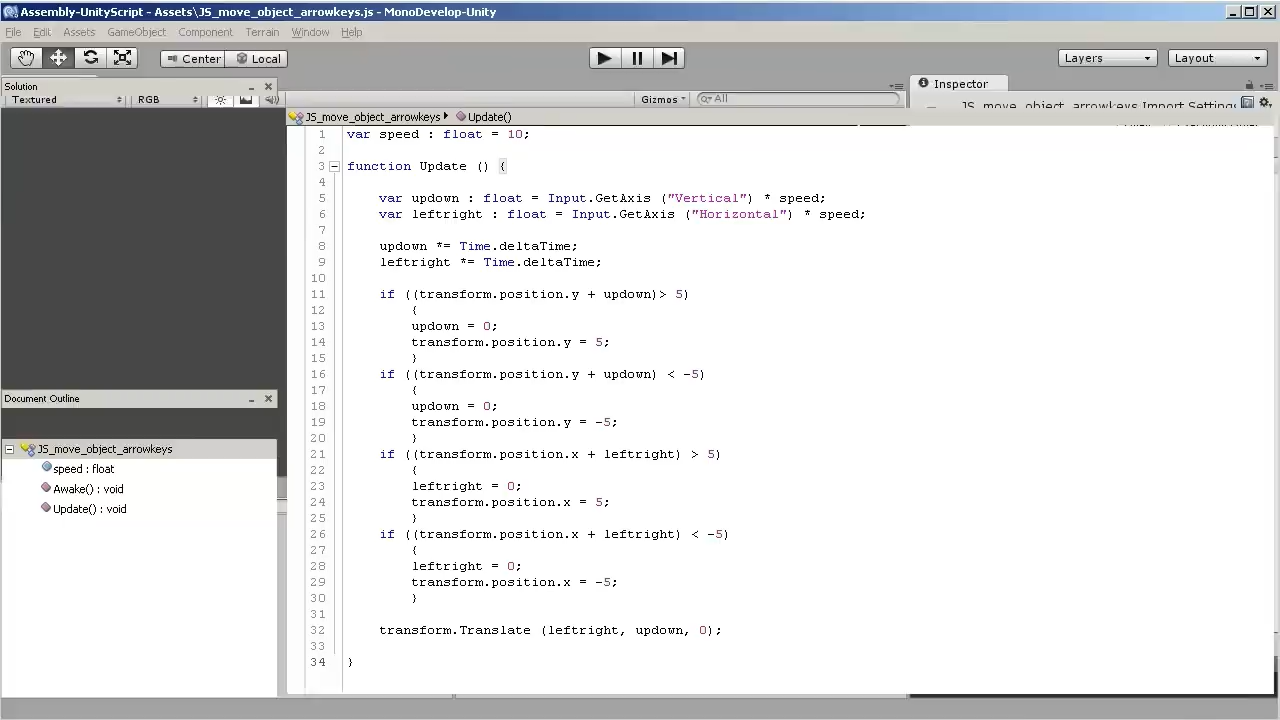 Assembly-UnityScript - Assets\JS_move_object_arrowkeys.js - MonoDevelop-Unity
File Edit Assets GameObject Component Terrain Window Help
Center Local Layers Layout
Solution
Textured RGB Gizmos All
Inspector
JS_move_object_arrowkeys Import Settings
JS_move_object_arrowkeys Update()
1 var speed : float = 10;
2
3 function Update () {
4
5 var updown : float = Input.GetAxis ("Vertical") * speed;
6 var leftright : float = Input.GetAxis ("Horizontal") * speed;
7
8 updown *= Time.deltaTime;
9 leftright *= Time.deltaTime;
10
11 if ((transform.position.y + updown)> 5)
12 {
13 updown = 0;
14 transform.position.y = 5;
15 }
16 if ((transform.position.y + updown) < -5)
17 {
18 updown = 0;
19 transform.position.y = -5;
20 }
21 if ((transform.position.x + leftright) > 5)
22 {
23 leftright = 0;
24 transform.position.x = 5;
25 }
26 if ((transform.position.x + leftright) < -5)
27 {
28 leftright = 0;
29 transform.position.x = -5;
30 }
31
32 transform.Translate (leftright, updown, 0);
33
34 }
Document Outline
JS_move_object_arrowkeys
speed : float
Awake() : void
Update() : void